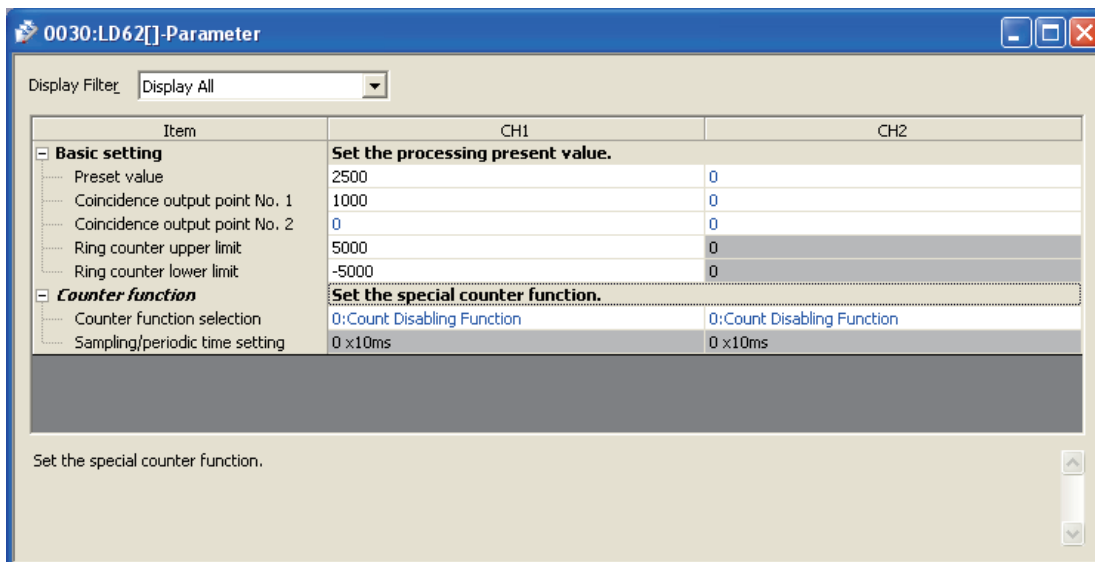 0030:LD62[]-Parameter
Display Filter Display All
Item CH1 CH2
Basic setting Set the processing present value.
Preset value 2500 0
Coincidence output point No. 1 1000 0
Coincidence output point No. 2 0 0
Ring counter upper limit 5000 0
Ring counter lower limit -5000 0
Counter function Set the special counter function.
Counter function selection 0:Count Disabling Function 0:Count Disabling Function
Sampling/periodic time setting 0 x10ms 0 x10ms
Set the special counter function.